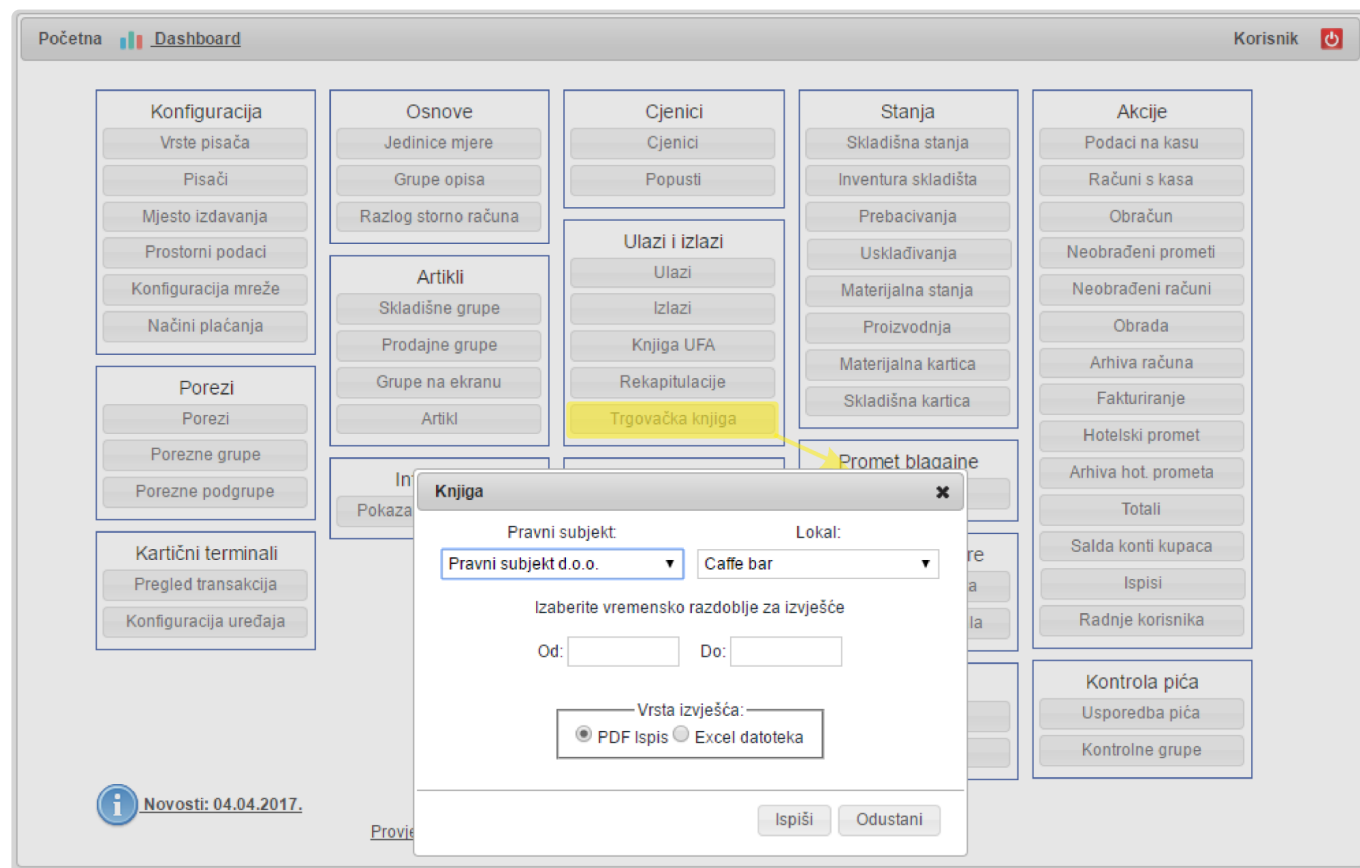 Početna Dashboard Korisnik
Konfiguracija
Vrste pisača
Pisači
Mjesto izdavanja
Prostorni podaci
Konfiguracija mreže
Načini plaćanja
Porezi
Porezi
Porezne grupe
Porezne podgrupe
Kartični terminali
Pregled transakcija
Konfiguracija uređaja
Osnove
Jedinice mjere
Grupe opisa
Razlog storno računa
Artikli
Skladišne grupe
Prodajne grupe
Grupe na ekranu
Artikl
Cjenici
Cjenici
Popusti
Ulazi i izlazi
Ulazi
Izlazi
Knjiga UFA
Rekapitulacije
Trgovačka knjiga
Stanja
Skladišna stanja
Inventura skladišta
Prebacivanja
Usklađivanja
Materijalna stanja
Proizvodnja
Materijalna kartica
Skladišna kartica
Promet blagajne
Akcije
Podaci na kasu
Računi s kasa
Obračun
Neobrađeni prometi
Neobrađeni računi
Obrada
Arhiva računa
Fakturiranje
Hotelski promet
Arhiva hot. prometa
Totali
Salda konti kupaca
Ispisi
Radnje korisnika
Kontrola pića
Usporedba pića
Kontrolne grupe
Knjiga
Pravni subjekt: Lokal:
Pravni subjekt d.o.o. Caffe bar
Izaberite vremensko razdoblje za izvješće
Od: Do:
Vrsta izvješća:
PDF Ispis Excel datoteka
Ispiši Odustani
Novosti: 04.04.2017.